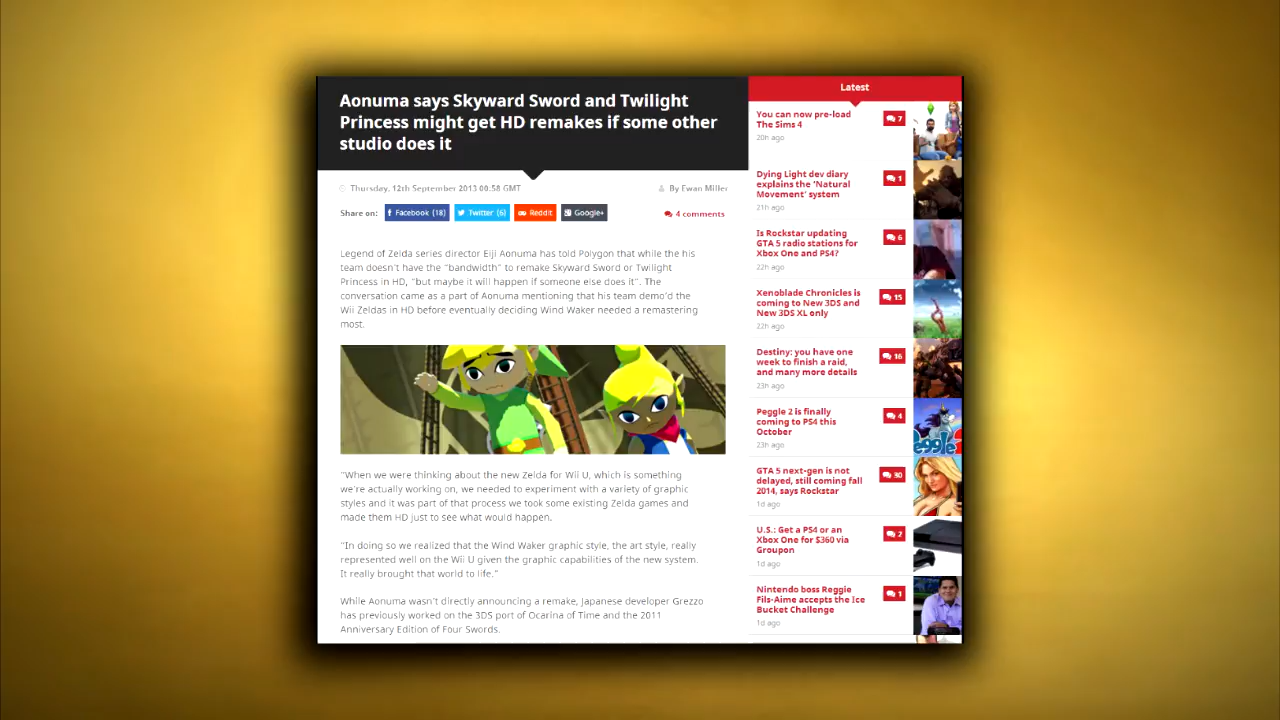 Aonuma says Skyward Sword and Twilight
Princess might get HD remakes if some other
studio does it
Thursday, 12th September 2013 00:58 GMT
By Ewan Miller
Share on:
Facebook (18)
Twitter (6)
Reddit
Google+
4 comments
Legend of Zelda series director Eiji Aonuma has told Polygon that while the his
team doesn't have the "bandwidth" to remake Skyward Sword or Twilight
Princess in HD, "but maybe it will happen if someone else does it". The
conversation came as a part of Aonuma mentioning that his team demo'd the
Wii Zeldas in HD before eventually deciding Wind Waker needed a remastering
most.
"When we were thinking about the new Zelda for Wii U, which is something
we're actually working on, we needed to experiment with a variety of graphic
styles and it was part of that process we took some existing Zelda games and
made them HD just to see what would happen.
"In doing so we realized that the Wind Waker graphic style, the art style, really
represented well on the Wii U given the graphic capabilities of the new system.
It really brought that world to life."
While Aonuma wasn't directly announcing a remake, Japanese developer Grezzo
has previously worked on the 3DS port of Ocarina of Time and the 2011
Anniversary Edition of Four Swords.
Latest
You can now pre-load
The Sims 4
7
20h ago
Dying Light dev diary
explains the 'Natural
Movement' system
1
21h ago
Is Rockstar updating
GTA 5 radio stations for
Xbox One and PS4?
6
22h ago
Xenoblade Chronicles is
coming to New 3DS and
New 3DS XL only
15
22h ago
Destiny: you have one
week to finish a raid,
and many more details
16
23h ago
Peggle 2 is finally
coming to PS4 this
October
4
23h ago
GTA 5 next-gen is not
delayed, still coming fall
2014, says Rockstar
30
1d ago
U.S.: Get a PS4 or an
Xbox One for $360 via
Groupon
2
1d ago
Nintendo boss Reggie
Fils-Aime accepts the Ice
Bucket Challenge
1
1d ago